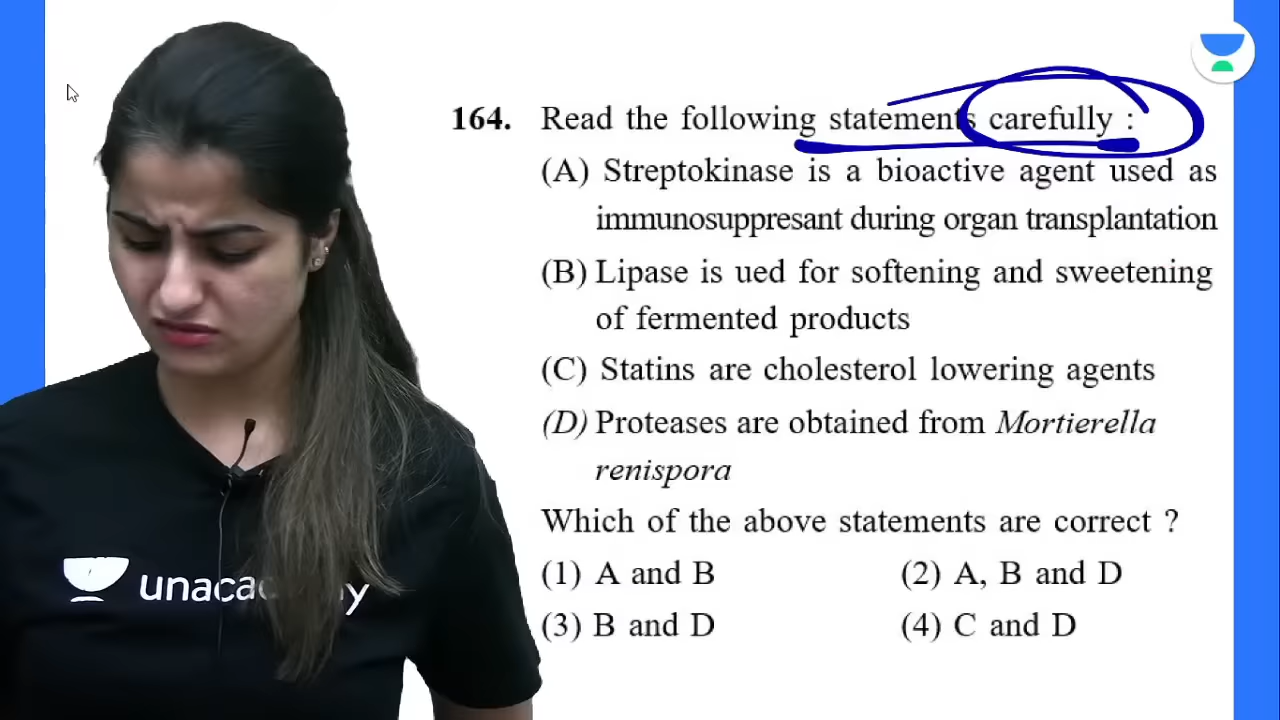 164. Read the following statements carefully :
(A) Streptokinase is a bioactive agent used as
immunosuppresant during organ transplantation
(B) Lipase is ued for softening and sweetening
of fermented products
(C) Statins are cholesterol lowering agents
(D) Proteases are obtained from Mortierella
renispora
Which of the above statements are correct ?
(1) A and B (2) A, B and D
(3) B and D (4) C and D